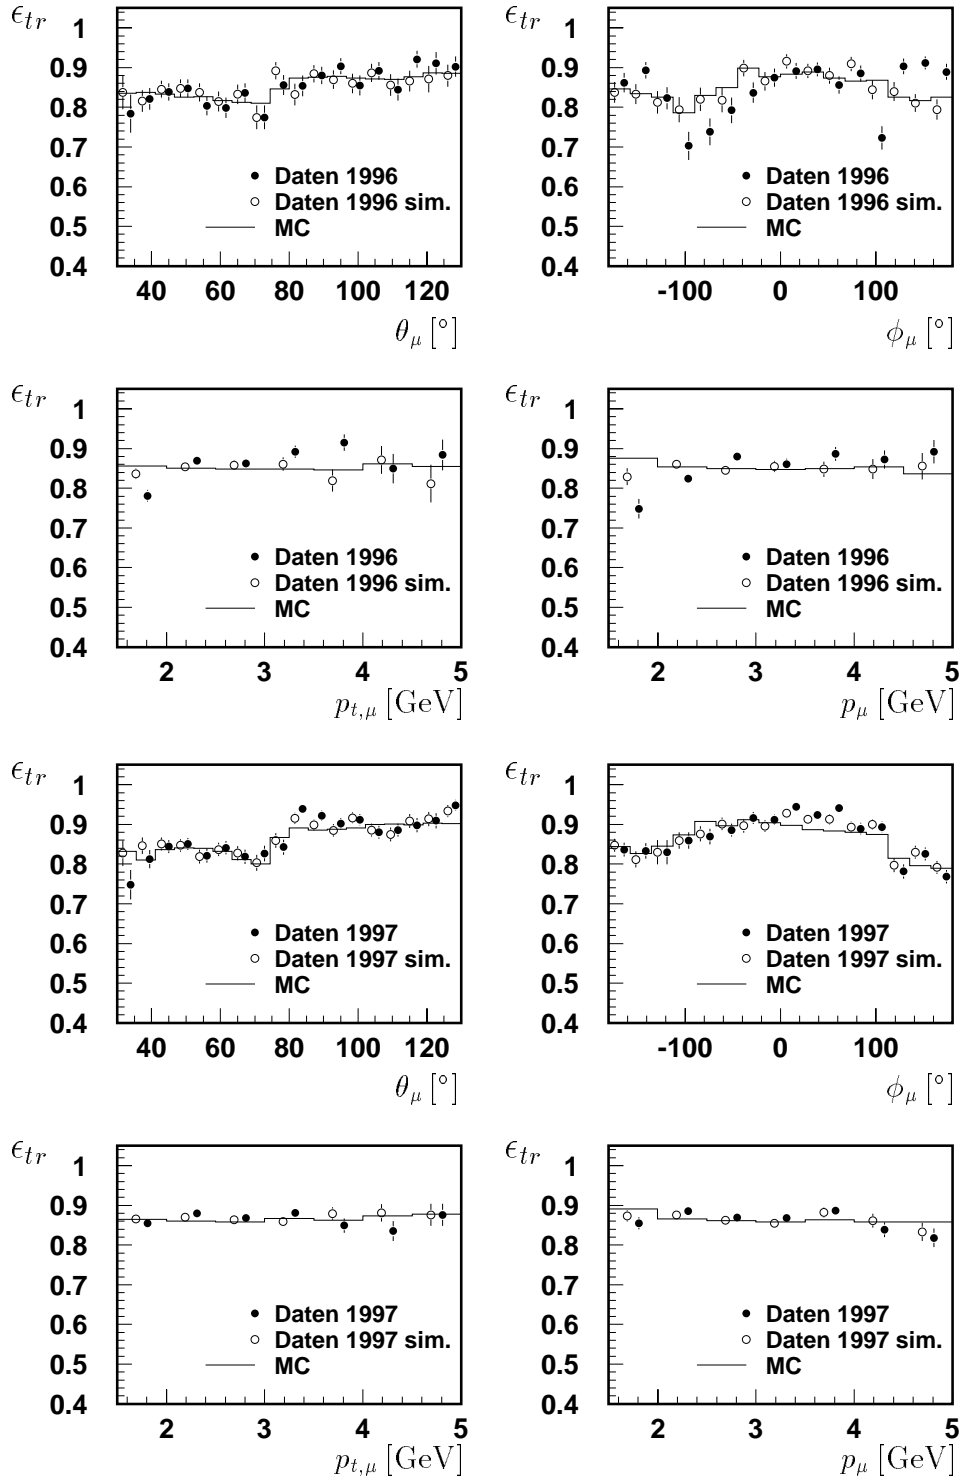 ϵ_tr 1
0.9
0.8
0.7
0.6
0.5
0.4
Daten 1996
Daten 1996 sim.
MC
40 60 80 100 120
θ_μ [°]
ϵ_tr 1
0.9
0.8
0.7
0.6
0.5
0.4
Daten 1996
Daten 1996 sim.
MC
-100 0 100
ϕ_μ [°]
ϵ_tr 1
0.9
0.8
0.7
0.6
0.5
0.4
Daten 1996
Daten 1996 sim.
MC
2 3 4 5
p_t,μ [GeV]
ϵ_tr 1
0.9
0.8
0.7
0.6
0.5
0.4
Daten 1996
Daten 1996 sim.
MC
2 3 4 5
p_μ [GeV]
ϵ_tr 1
0.9
0.8
0.7
0.6
0.5
0.4
Daten 1997
Daten 1997 sim.
MC
40 60 80 100 120
θ_μ [°]
ϵ_tr 1
0.9
0.8
0.7
0.6
0.5
0.4
Daten 1997
Daten 1997 sim.
MC
-100 0 100
ϕ_μ [°]
ϵ_tr 1
0.9
0.8
0.7
0.6
0.5
0.4
Daten 1997
Daten 1997 sim.
MC
2 3 4 5
p_t,μ [GeV]
ϵ_tr 1
0.9
0.8
0.7
0.6
0.5
0.4
Daten 1997
Daten 1997 sim.
MC
2 3 4 5
p_μ [GeV]